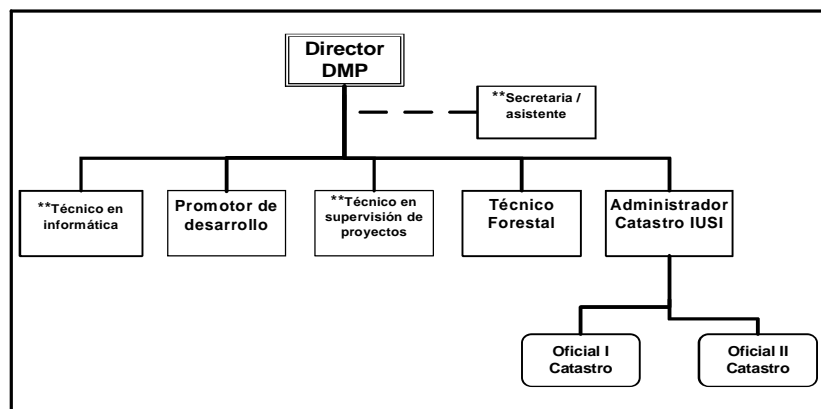 Director
DMP
**Secretaria /
asistente
**Técnico en
informática
Promotor de
desarrollo
**Técnico en
supervisión de
proyectos
Técnico
Forestal
Administrador
Catastro IUSI
Oficial I
Catastro
Oficial II
Catastro